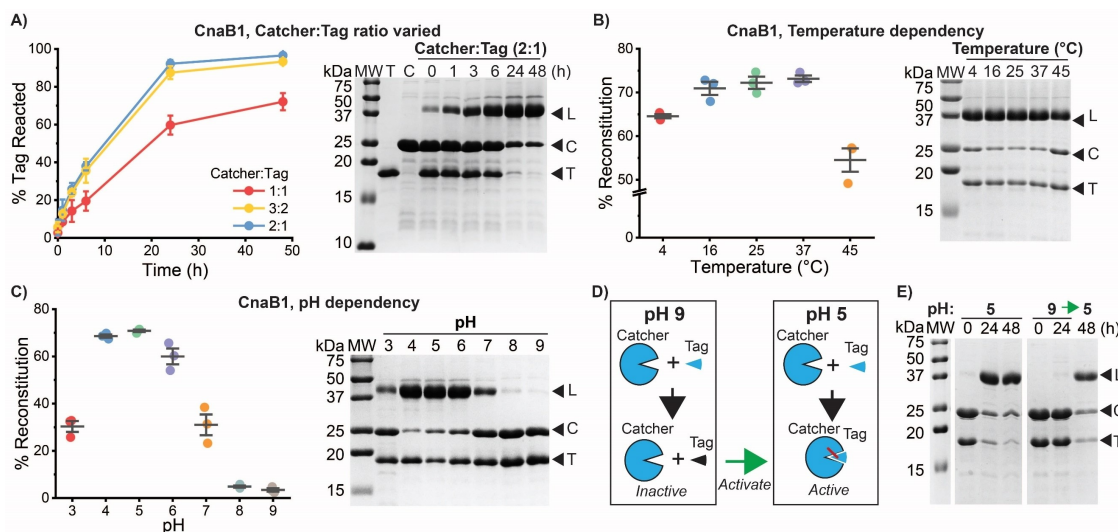 A) CnaB1, Catcher:Tag ratio varied
% Tag Reacted
100
80
60
40
20
0
0 10 20 30 40 50
Time (h)
Catcher:Tag
1:1
3:2
2:1
Catcher:Tag (2:1)
kDa MW T C 0 1 3 6 24 48 (h)
75
50
37
25
20
15
10
L
C
T
B) CnaB1, Temperature dependency
% Reconstitution
80
70
60
50
0
4 16 25 37 45
Temperature (°C)
Temperature (°C)
kDa MW 4 16 25 37 45
75
50
37
25
20
15
L
C
T
C) CnaB1, pH dependency
% Reconstitution
80
60
40
20
0
3 4 5 6 7 8 9
pH
pH
kDa MW 3 4 5 6 7 8 9
75
50
37
25
20
15
L
C
T
D)
pH 9
Catcher
+
Tag
Catcher
+
Tag
Inactive
Activate
pH 5
Catcher
+
Tag
Catcher
Tag
Active
E)
pH: 5 9 5
MW 0 24 48 0 24 48 (h)
kDa
75
50
37
25
20
15
L
C
T